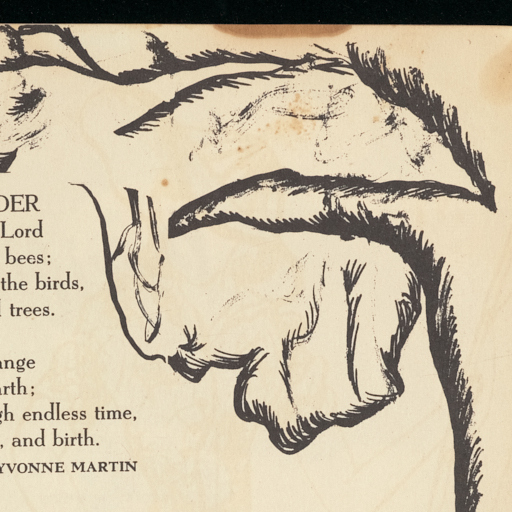 DER
Lord
bees;
the birds,
trees.
ange
arth;
gh endless time,
, and birth.
YVONNE MARTIN